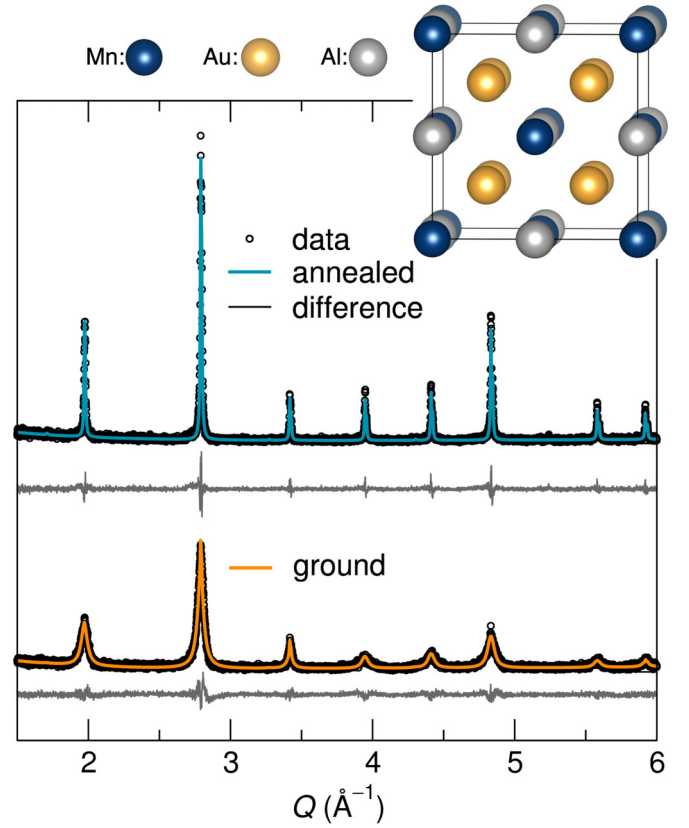 Mn: Au: Al:
data
annealed
difference
ground
2 3 4 5 6
Q (Å⁻¹)